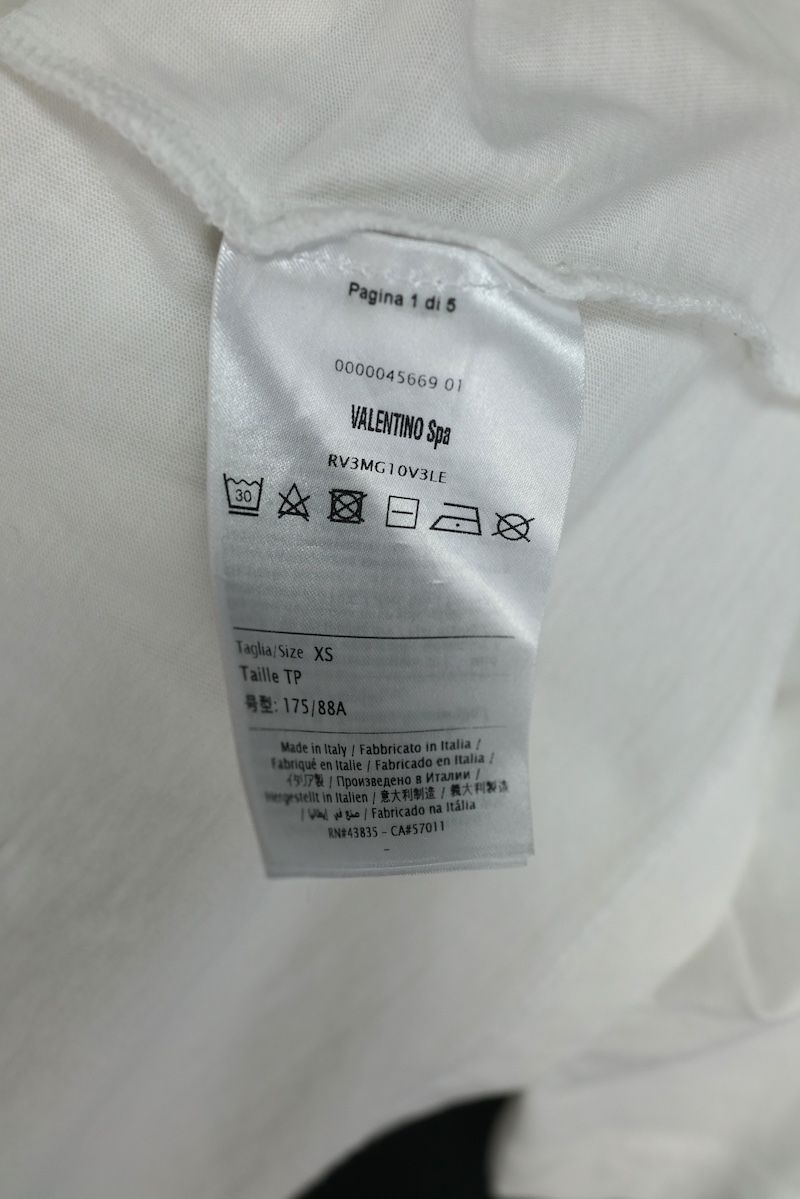 Pagina 1 di 5
0000045669 01
VALENTINO Spa
RV3MG10V3LE
30
Taglia/Size XS
Taille TP
号型: 175/88A
Made in Italy / Fabbricato in Italia /
Fabriqué en Italie / Fabricado en Italia /
イタリア製 / Произведено в Италии /
Hergestellt in Italien / 意大利制造 / 義大利製造
/ صنع في إيطاليا / Fabricado na Itália
RN#43835 - CA#57011
-